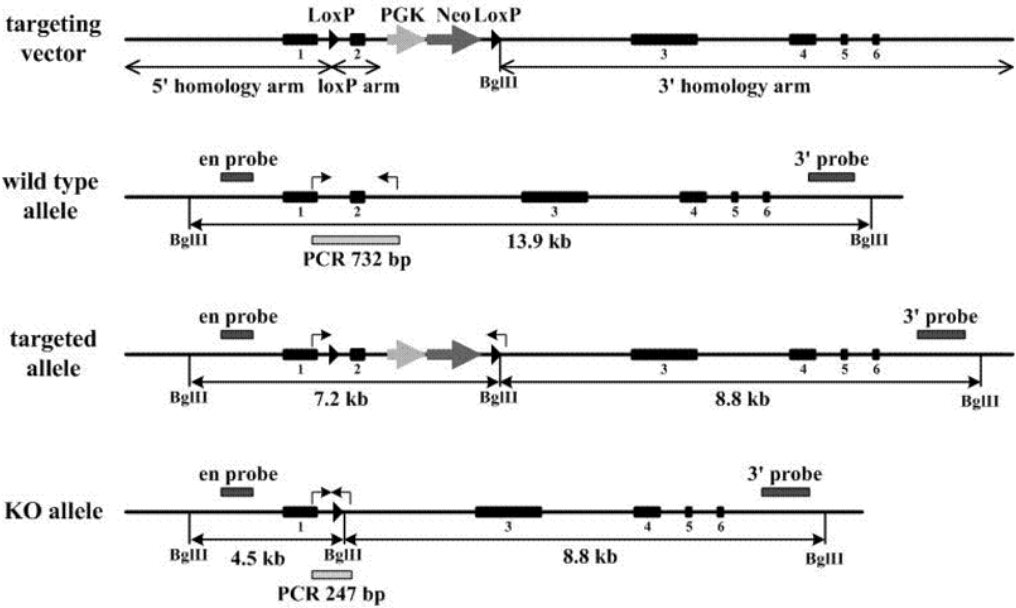 targeting vector
LoxP PGK Neo LoxP
1 2 3 4 5 6
BglII
5' homology arm loxP arm 3' homology arm
wild type allele
en probe 3' probe
1 2 3 4 5 6
BglII 13.9 kb BglII
PCR 732 bp
targeted allele
en probe 3' probe
1 2 3 4 5 6
BglII 7.2 kb BglII 8.8 kb BglII
KO allele
en probe 3' probe
1 3 4 5 6
BglII 4.5 kb BglII 8.8 kb BglII
PCR 247 bp